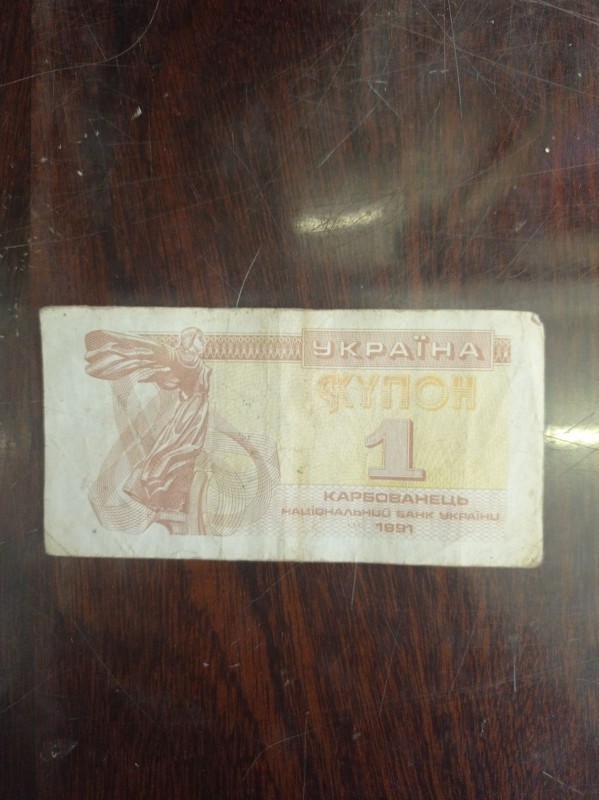 УКРАЇНА
КУПОН
1
КАРБОВАНЕЦЬ
НАЦІОНАЛЬНИЙ БАНК УКРАЇНИ
1991